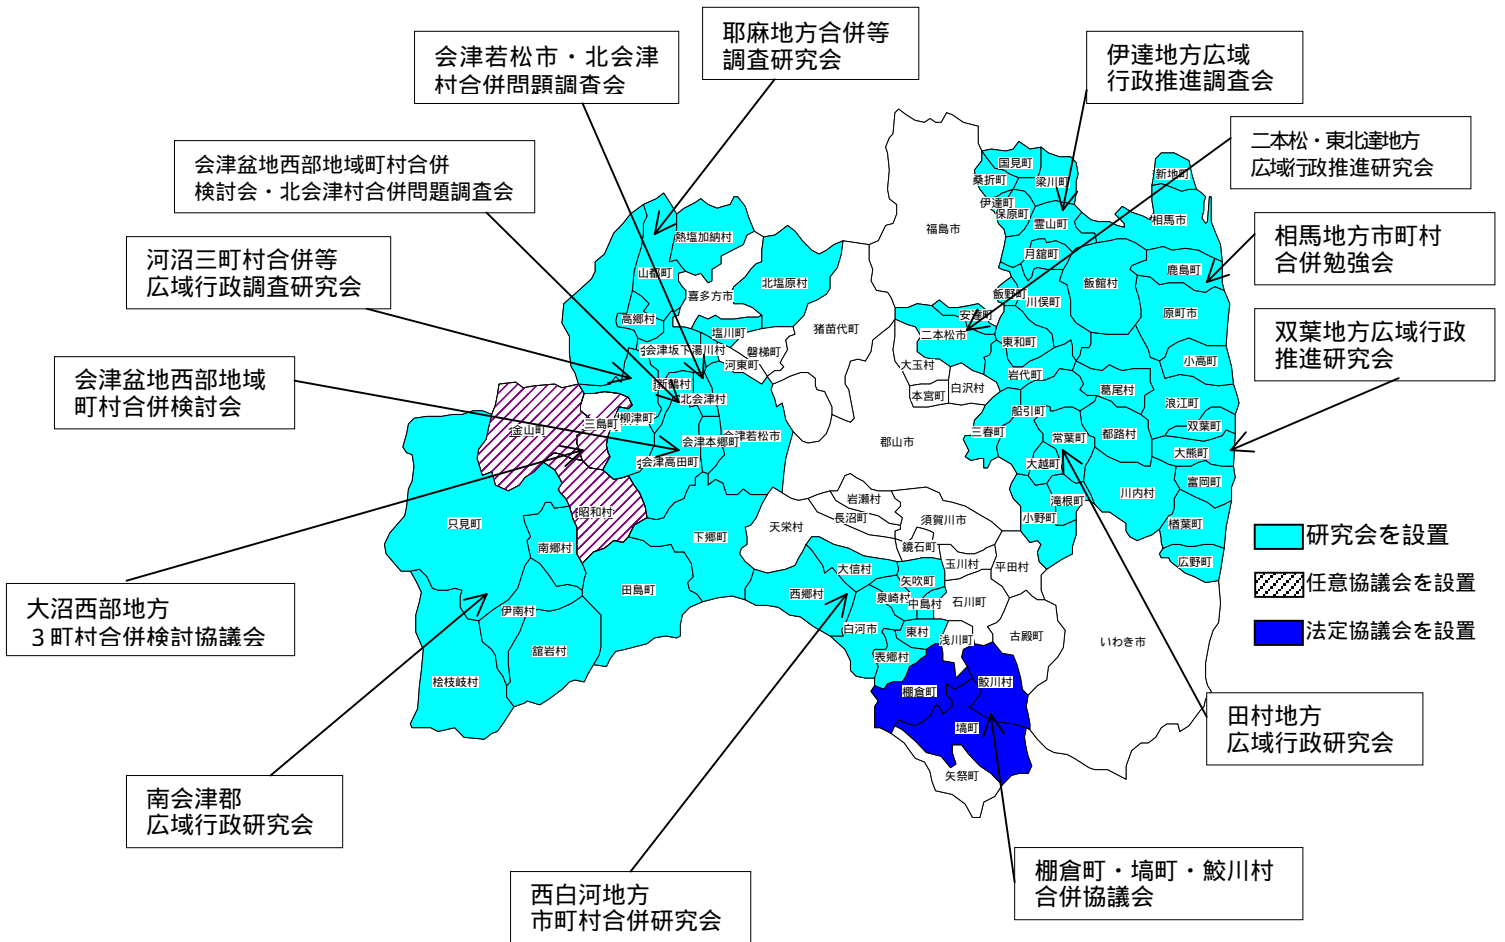 耶麻地方合併等
調査研究会
会津若松市・北会津
村合併問題調査会
伊達地方広域
行政推進調査会
二本松・東北達地方
広域行政推進研究会
会津盆地西部地域町村合併
検討会・北会津村合併問題調査会
相馬地方市町村
合併勉強会
河沼三町村合併等
広域行政調査研究会
双葉地方広域行政
推進研究会
会津盆地西部地域
町村合併検討会
大沼西部地方
３町村合併検討協議会
南会津郡
広域行政研究会
西白河地方
市町村合併研究会
棚倉町・塙町・鮫川村
合併協議会
田村地方
広域行政研究会
研究会を設置
任意協議会を設置
法定協議会を設置
国見町
桑折町
梁川町
伊達町
保原町
霊山町
月舘町
新地町
相馬市
福島市
飯野町
川俣町
飯舘村
鹿島町
原町市
小高町
熱塩加納村
山都町
喜多方市
北塩原村
高郷村
塩川町
会津坂下
湯川村
磐梯町
河東町
猪苗代町
安達町
二本松市
東和町
大玉村
岩代町
本宮町
白沢村
葛尾村
浪江町
双葉町
大熊町
富岡町
楢葉町
広野町
川内村
都路村
船引町
常葉町
三春町
大越町
滝根町
小野町
郡山市
新鶴村
北会津村
柳津町
三島町
金山町
会津本郷町
会津若松市
会津高田町
昭和村
只見町
南郷村
下郷町
田島町
伊南村
舘岩村
桧枝岐村
天栄村
岩瀬村
長沼町
須賀川市
鏡石町
玉川村
平田村
大信村
矢吹町
西郷村
泉崎村
中島村
石川町
白河市
東村
浅川町
古殿町
表郷村
いわき市
棚倉町
鮫川村
塙町
矢祭町